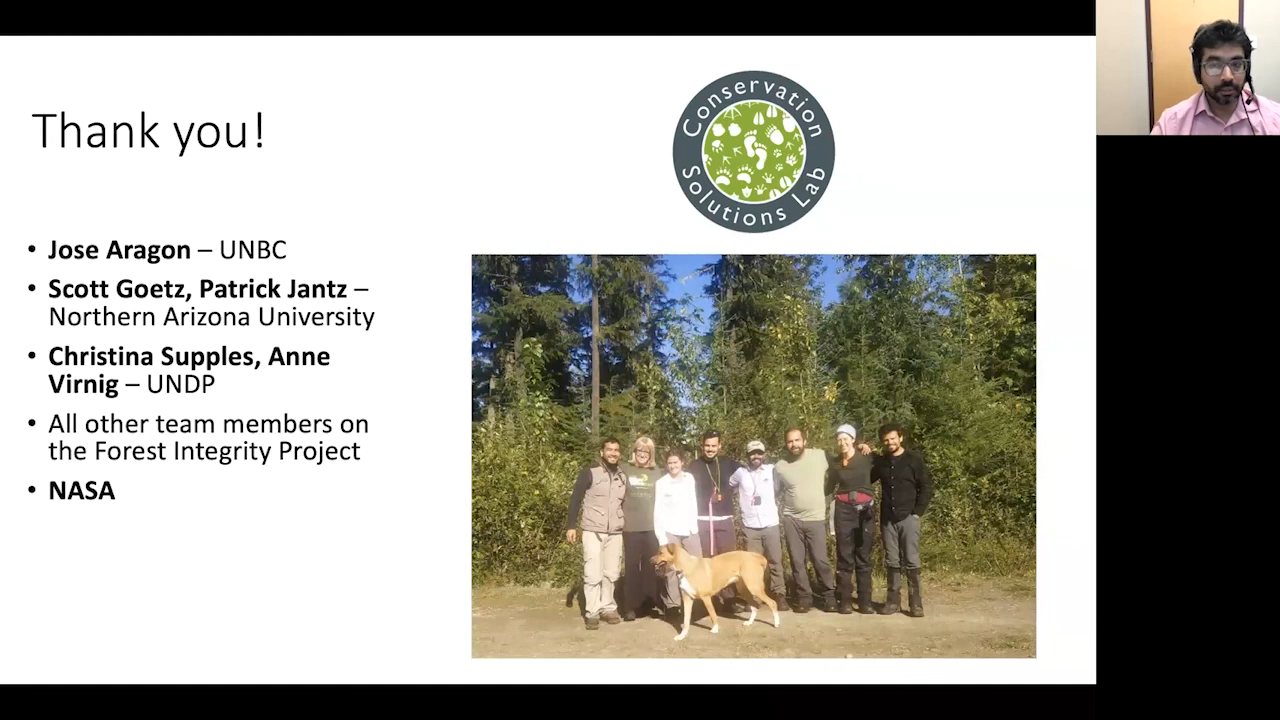 Thank you!
Conservation
Solutions Lab
• Jose Aragon – UNBC
• Scott Goetz, Patrick Jantz –
Northern Arizona University
• Christina Supples, Anne
Virnig – UNDP
• All other team members on
the Forest Integrity Project
• NASA